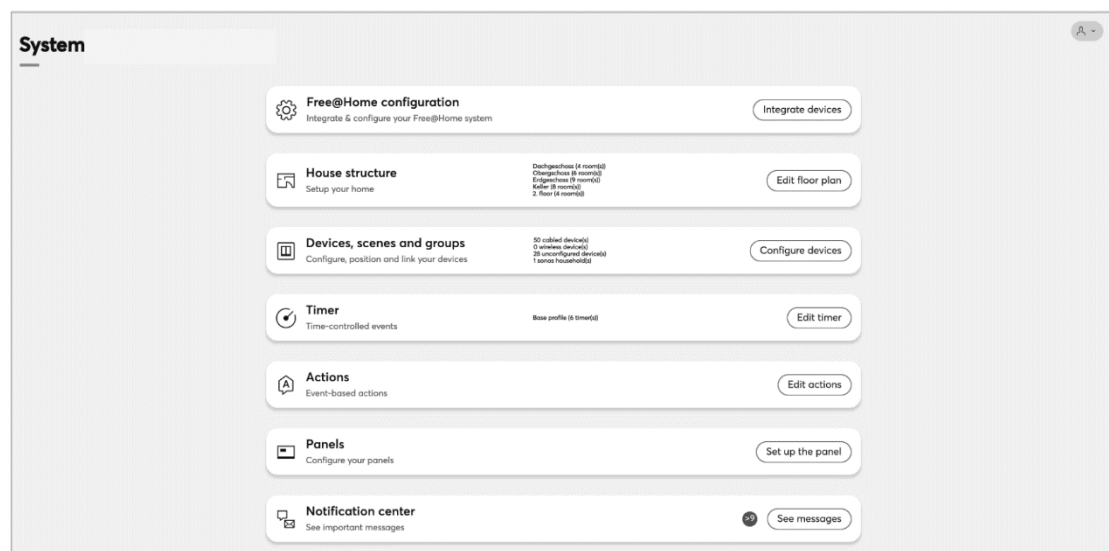 System
Free@Home configuration
Integrate & configure your Free@Home system
Integrate devices
House structure
Setup your home
Dachgeschoss (4 room(s))
Obergschoss (6 room(s))
Erdgeschoss (9 room(s))
Keller (8 room(s))
2. floor (4 room(s))
Edit floor plan
Devices, scenes and groups
Configure, position and link your devices
50 cabled device(s)
0 wireless device(s)
28 unconfigured device(s)
1 sonos household(s)
Configure devices
Timer
Time-controlled events
Base profile (6 timer(s))
Edit timer
Actions
Event-based actions
Edit actions
Panels
Configure your panels
Set up the panel
Notification center
See important messages
>9
See messages